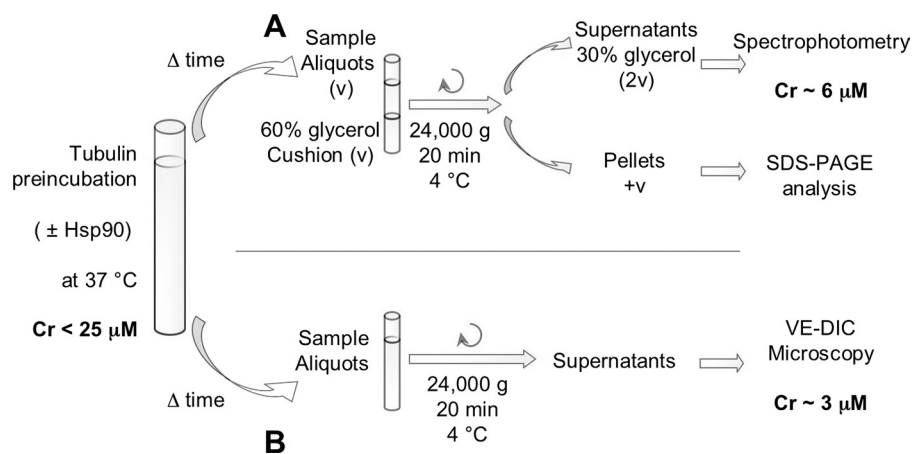 A
Δ time
Sample
Aliquots
(v)
60% glycerol
Cushion (v)
24,000 g
20 min
4 °C
Supernatants
30% glycerol
(2v)
Spectrophotometry
Cr ~ 6 μM
Pellets
+v
SDS-PAGE
analysis
Tubulin
preincubation
( ± Hsp90)
at 37 °C
Cr < 25 μM
Δ time
B
Sample
Aliquots
24,000 g
20 min
4 °C
Supernatants
VE-DIC
Microscopy
Cr ~ 3 μM